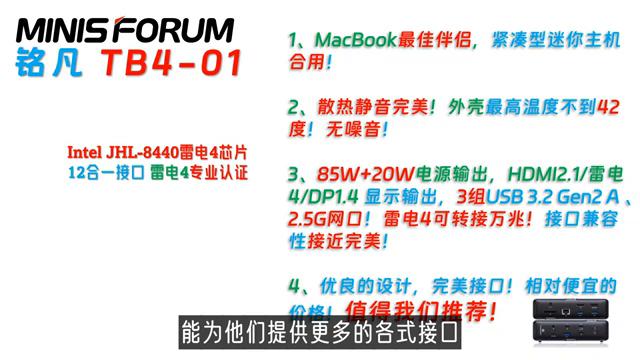 MINISFORUM
铭凡 TB4-01
Intel JHL-8440雷电4芯片
12合一接口 雷电4专业认证
1、MacBook最佳伴侣，紧凑型迷你主机
合用！
2、散热静音完美！外壳最高温度不到42
度！无噪音！
3、85W+20W电源输出，HDMI2.1/雷电
4/DP1.4 显示输出，3组USB 3.2 Gen2 A 、
2.5G网口！雷电4可转接万兆！接口兼容
性接近完美！
4、优良的设计，完美接口！相对便宜的
价格！值得我们推荐！
能为他们提供更多的各式接口